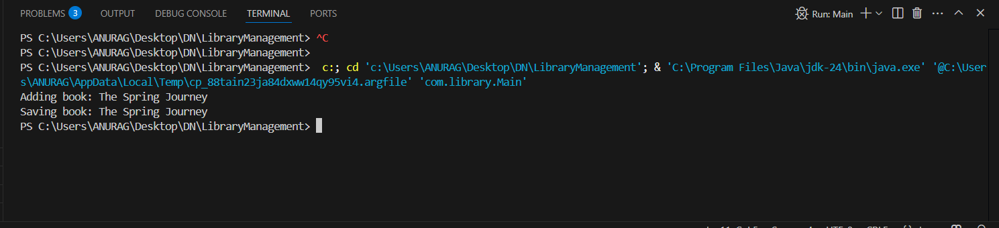 PROBLEMS 3 OUTPUT DEBUG CONSOLE TERMINAL PORTS Run: Main
PS C:\Users\ANURAG\Desktop\DN\LibraryManagement> ^C
PS C:\Users\ANURAG\Desktop\DN\LibraryManagement>
PS C:\Users\ANURAG\Desktop\DN\LibraryManagement>  c:; cd 'c:\Users\ANURAG\Desktop\DN\LibraryManagement'; & 'C:\Program Files\Java\jdk-24\bin\java.exe' '@C:\User
s\ANURAG\AppData\Local\Temp\cp_88tain23ja84dxww14qy95vi4.argfile' 'com.library.Main'
Adding book: The Spring Journey
Saving book: The Spring Journey
PS C:\Users\ANURAG\Desktop\DN\LibraryManagement>